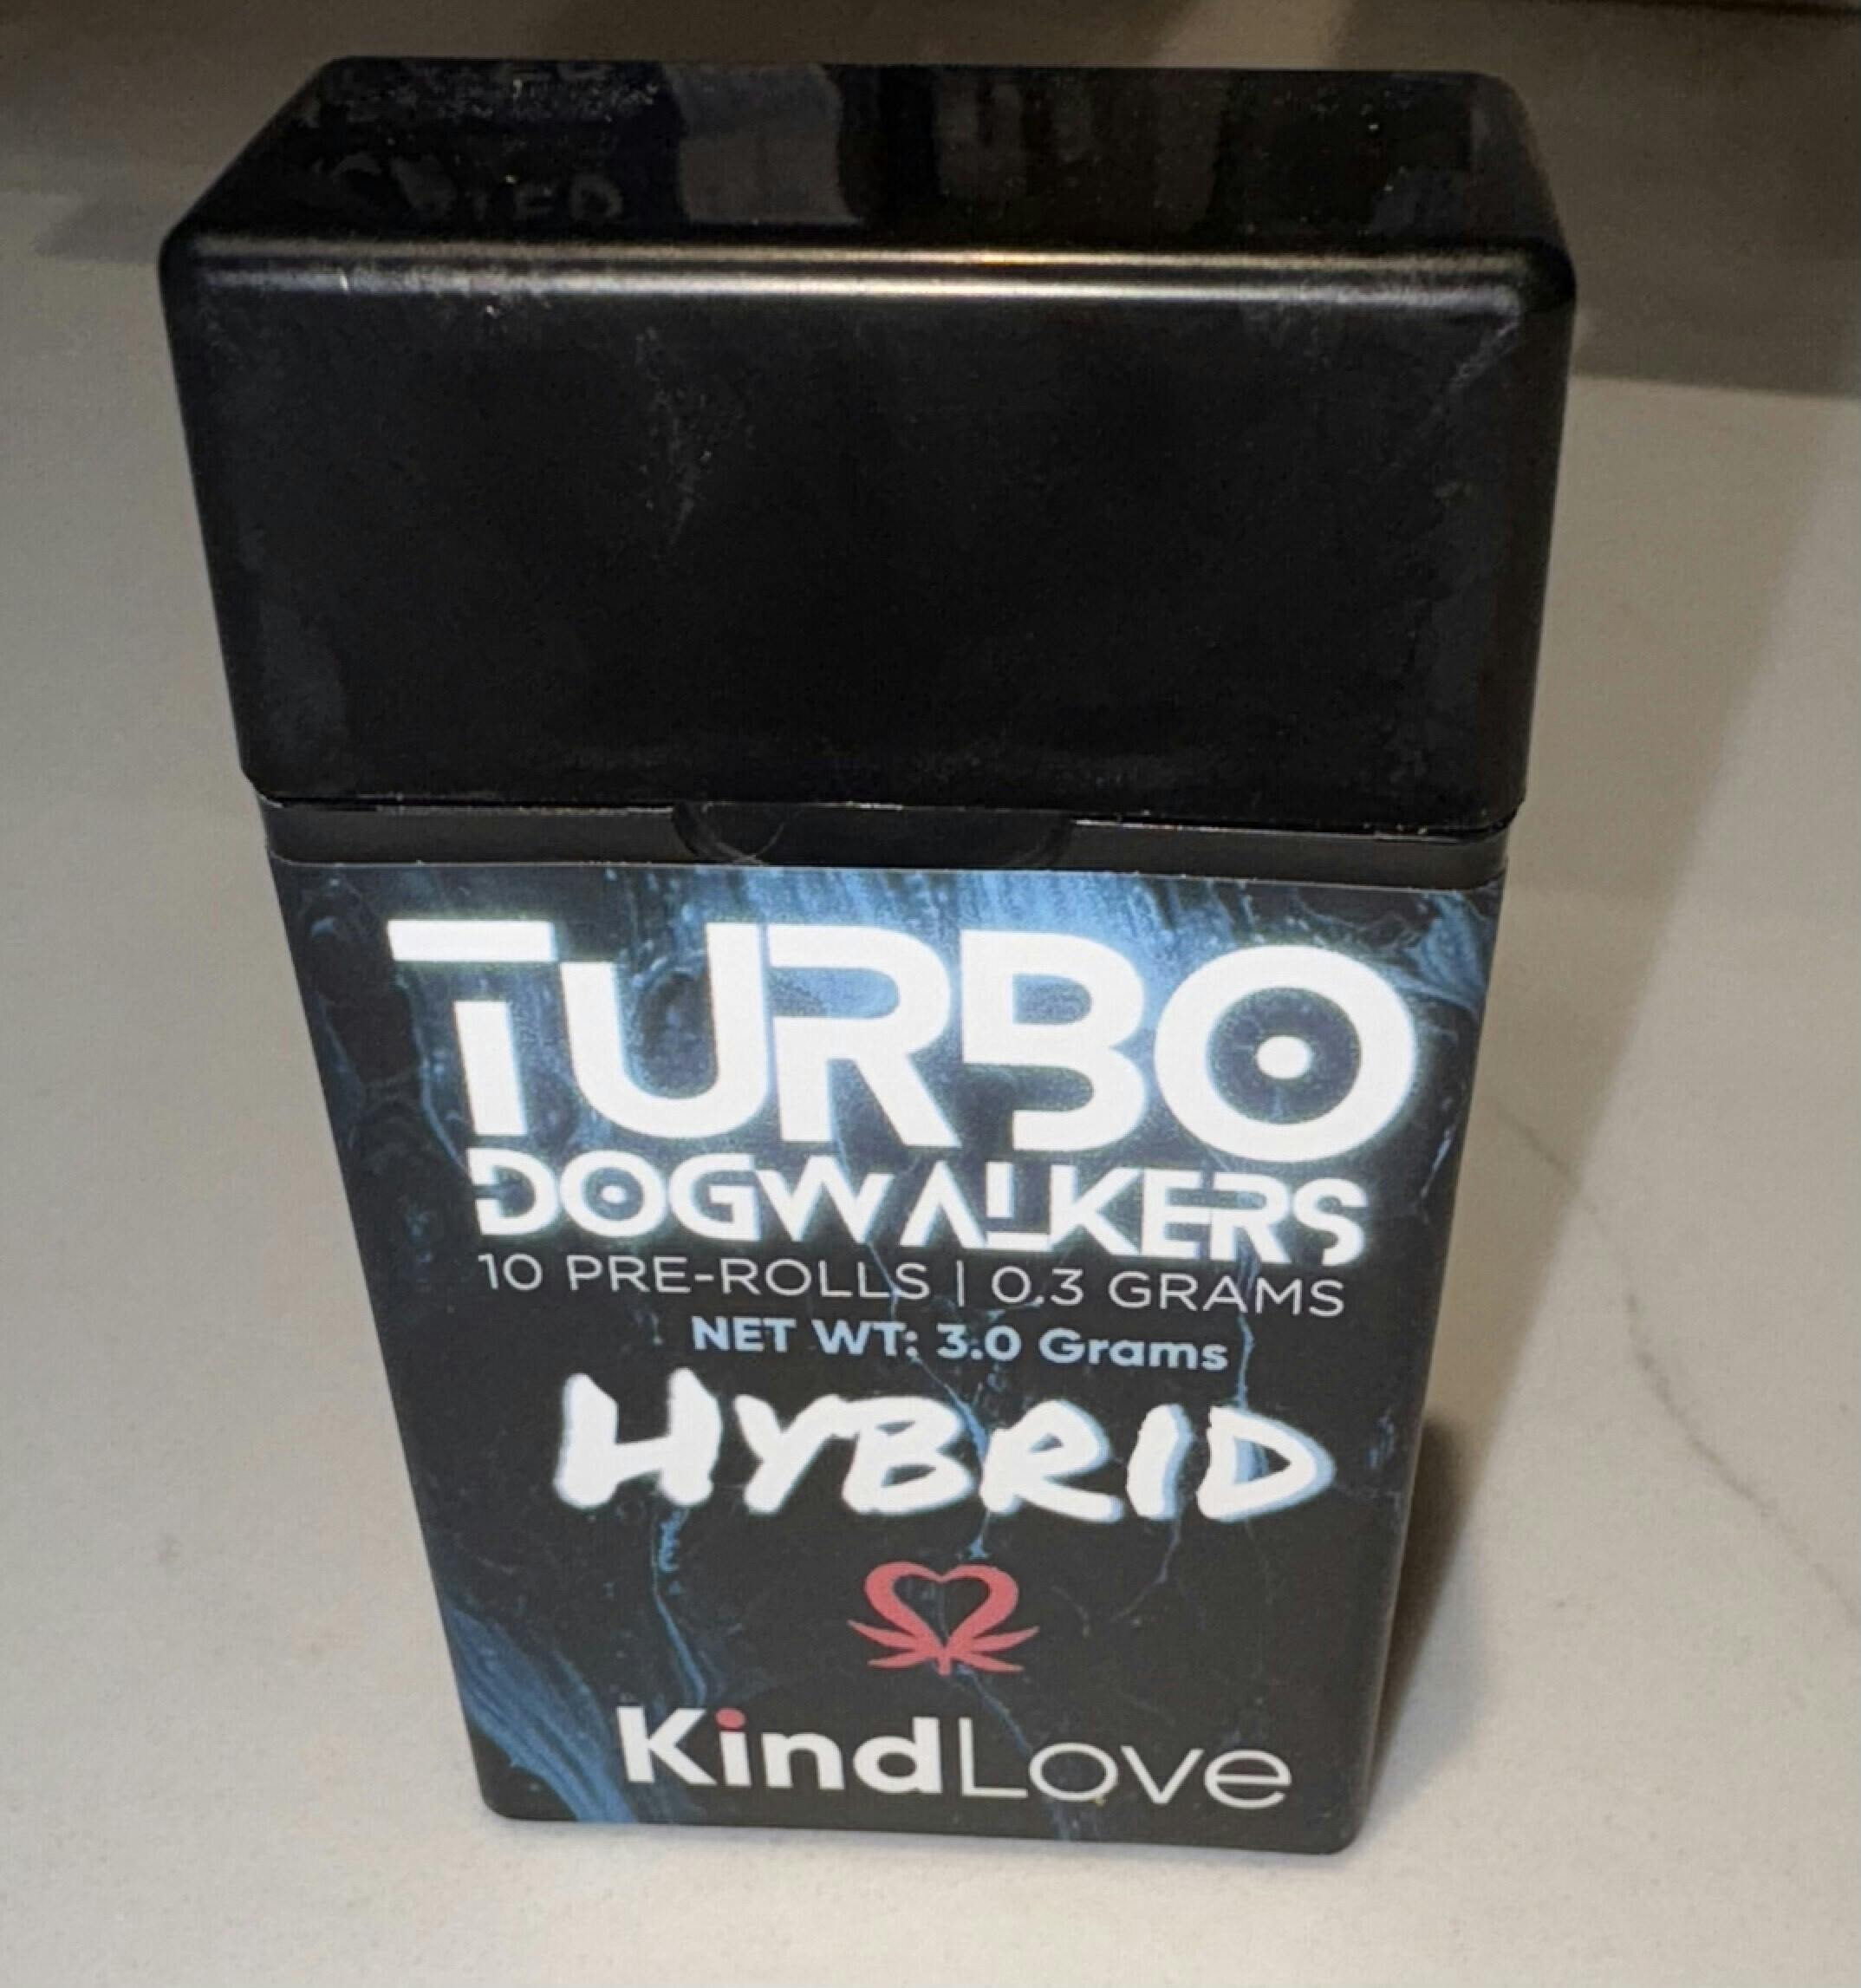 TURBO
DOGWALKERS
10 PRE-ROLLS | 0.3 GRAMS
NET WT: 3.0 Grams
HYBRID
KindLove